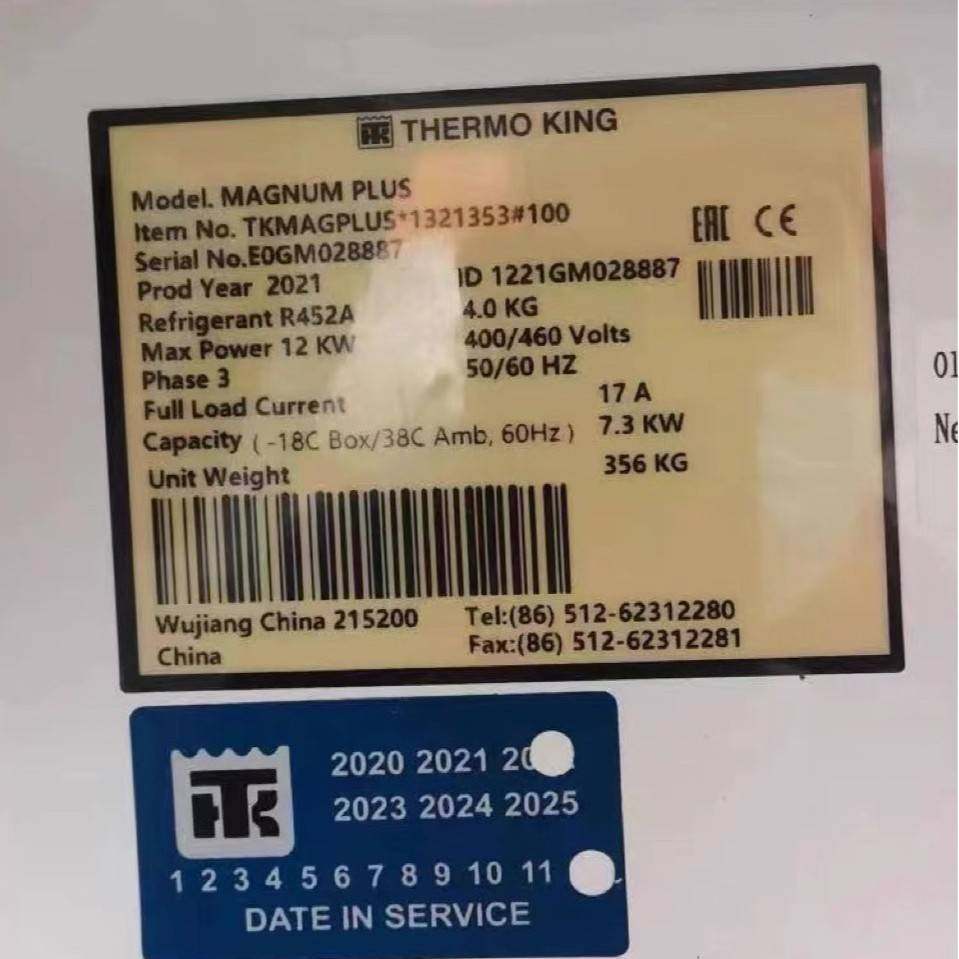 THERMO KING
Model. MAGNUM PLUS
Item No. TKMAGPLUS*1321353#100
Serial No.E0GM028887
EAC CE
Prod Year 2021 ID 1221GM028887
Refrigerant R452A 4.0 KG
Max Power 12 KW 400/460 Volts
Phase 3 50/60 HZ
Full Load Current 17 A
Capacity (-18C Box/38C Amb, 60Hz) 7.3 KW
Unit Weight 356 KG
Wujiang China 215200 Tel:(86) 512-62312280
China Fax:(86) 512-62312281
TK
2020 2021
2023 2024 2025
1 2 3 4 5 6 7 8 9 10 11
DATE IN SERVICE